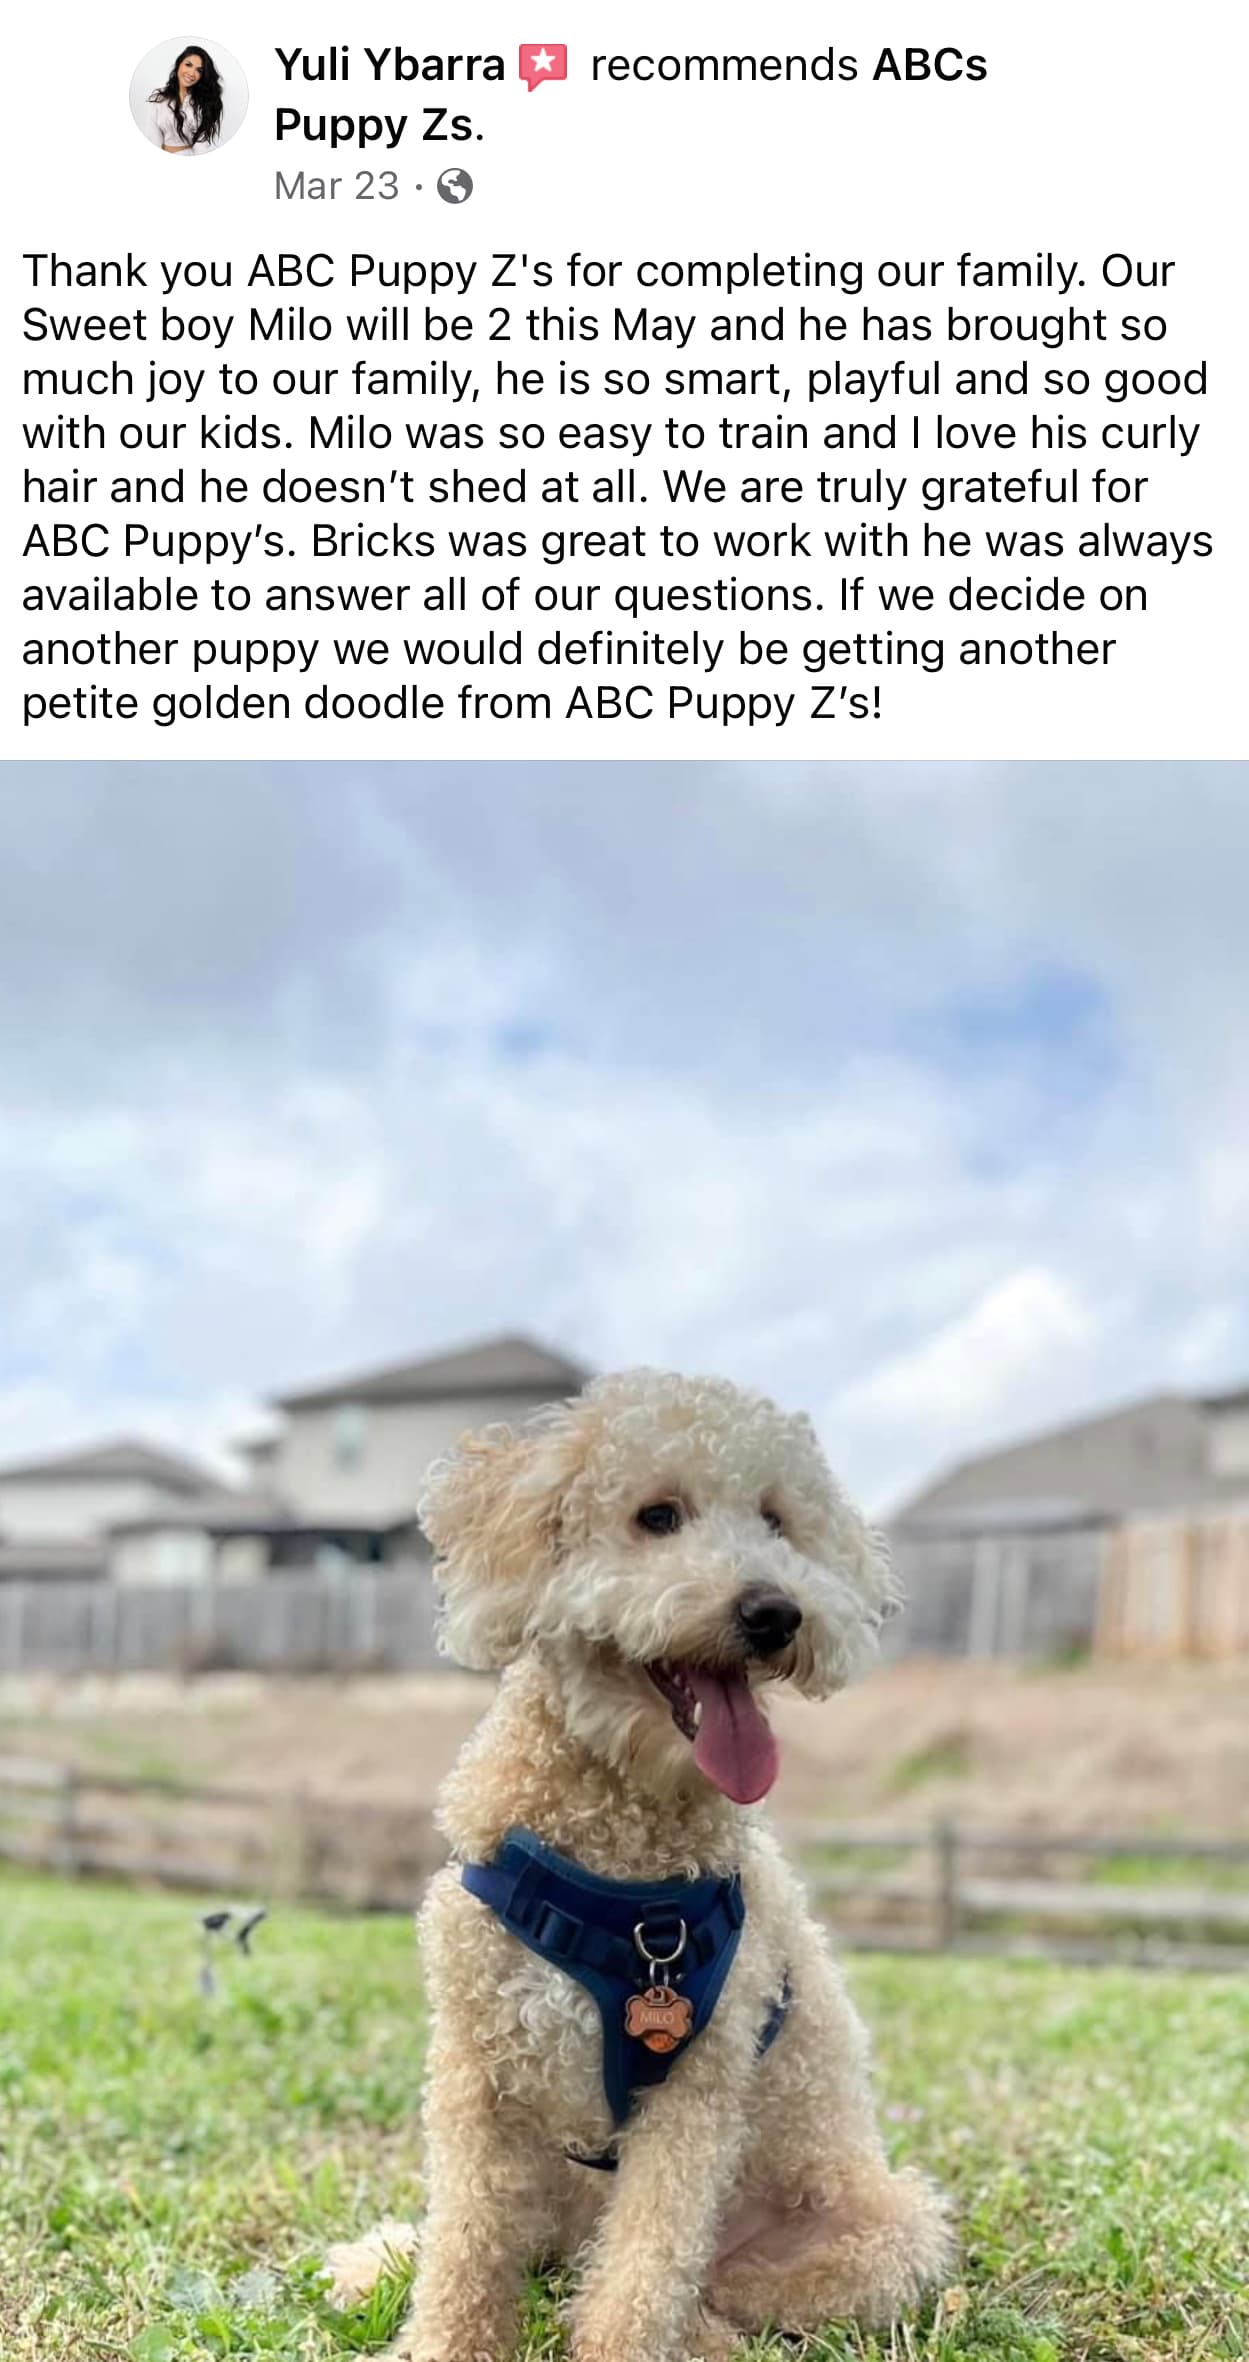 Yuli Ybarra recommends ABCs
Puppy Zs.
Mar 23 ·
Thank you ABC Puppy Z's for completing our family. Our
Sweet boy Milo will be 2 this May and he has brought so
much joy to our family, he is so smart, playful and so good
with our kids. Milo was so easy to train and I love his curly
hair and he doesn’t shed at all. We are truly grateful for
ABC Puppy’s. Bricks was great to work with he was always
available to answer all of our questions. If we decide on
another puppy we would definitely be getting another
petite golden doodle from ABC Puppy Z’s!
MILO